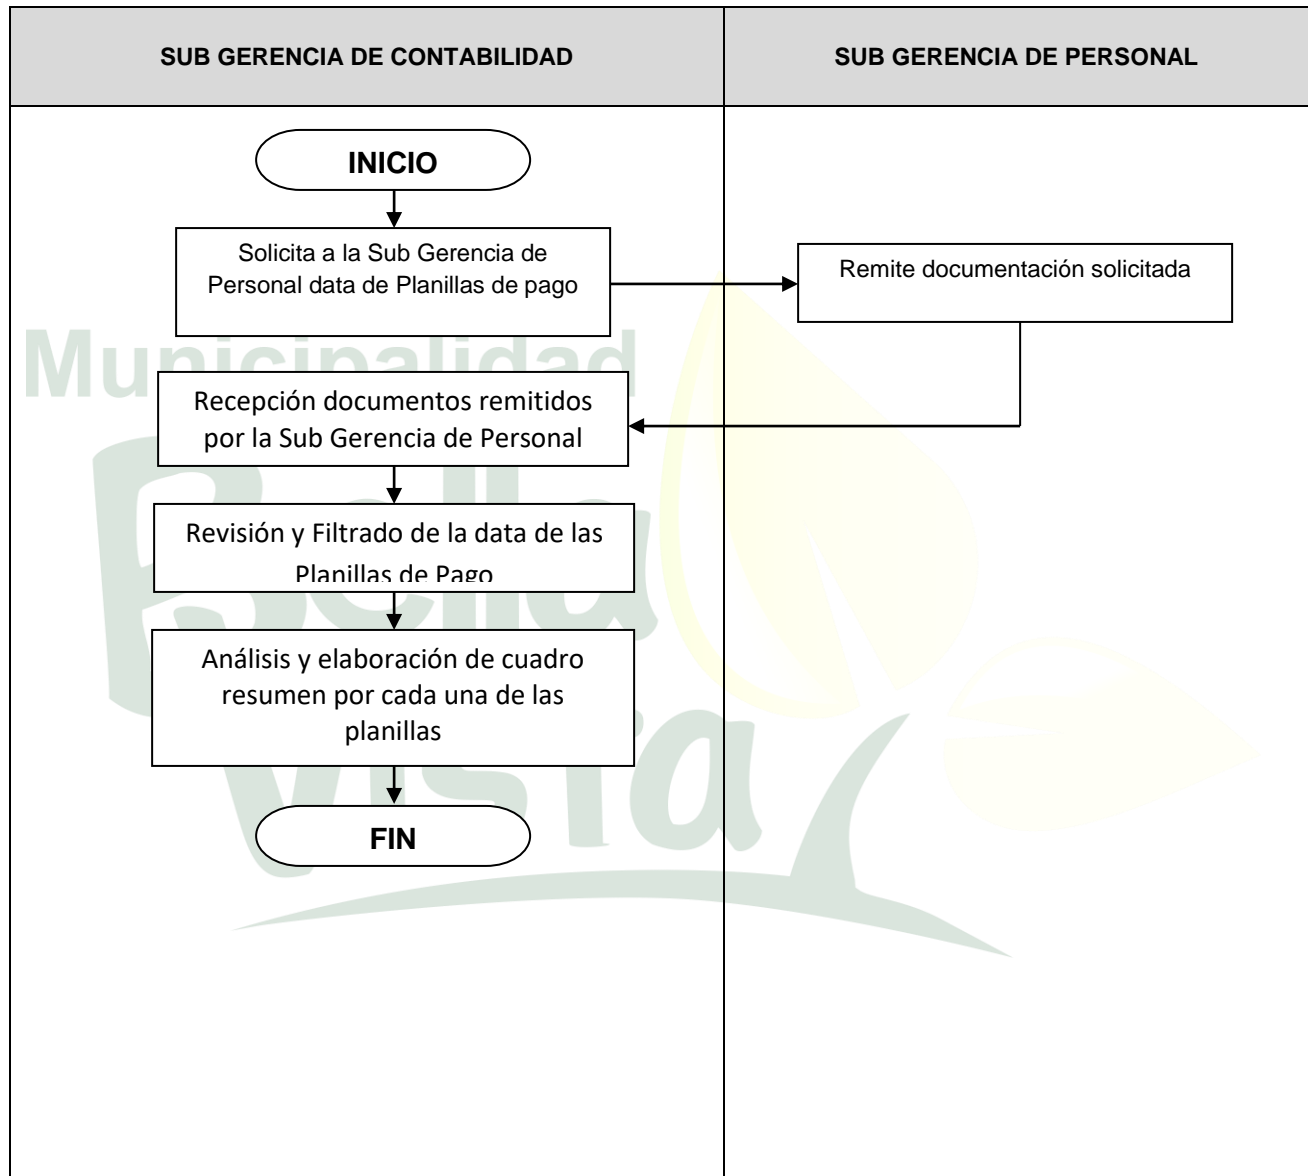 SUB GERENCIA DE CONTABILIDAD
SUB GERENCIA DE PERSONAL
INICIO
Solicita a la Sub Gerencia de
Personal data de Planillas de pago
Remite documentación solicitada
Municipalidad
Recepción documentos remitidos
por la Sub Gerencia de Personal
Bella
Revisión y Filtrado de la data de las
Planillas de Pago
Análisis y elaboración de cuadro
resumen por cada una de las
planillas
Vista
FIN